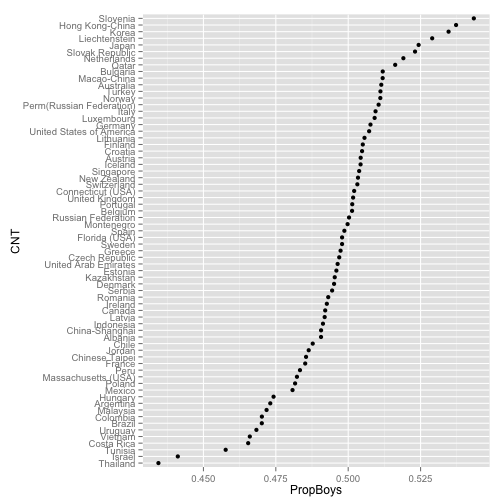 Slovenia
Hong Kong-China
Korea
Liechtenstein
Japan
Slovak Republic
Netherlands
Qatar
Bulgaria
Macao-China
Australia
Turkey
Norway
Perm(Russian Federation)
Italy
Luxembourg
Germany
United States of America
Lithuania
Finland
Croatia
Austria
Iceland
Singapore
New Zealand
Switzerland
Connecticut (USA)
United Kingdom
Portugal
Belgium
Russian Federation
Montenegro
Spain
Florida (USA)
Sweden
Greece
Czech Republic
United Arab Emirates
Estonia
Kazakhstan
Denmark
Serbia
Romania
Ireland
Canada
Latvia
Indonesia
China-Shanghai
Albania
Chile
Jordan
Chinese Taipei
France
Peru
Massachusetts (USA)
Poland
Mexico
Hungary
Argentina
Malaysia
Colombia
Brazil
Uruguay
Vietnam
Costa Rica
Tunisia
Israel
Thailand
CNT
0.450 0.475 0.500 0.525
PropBoys